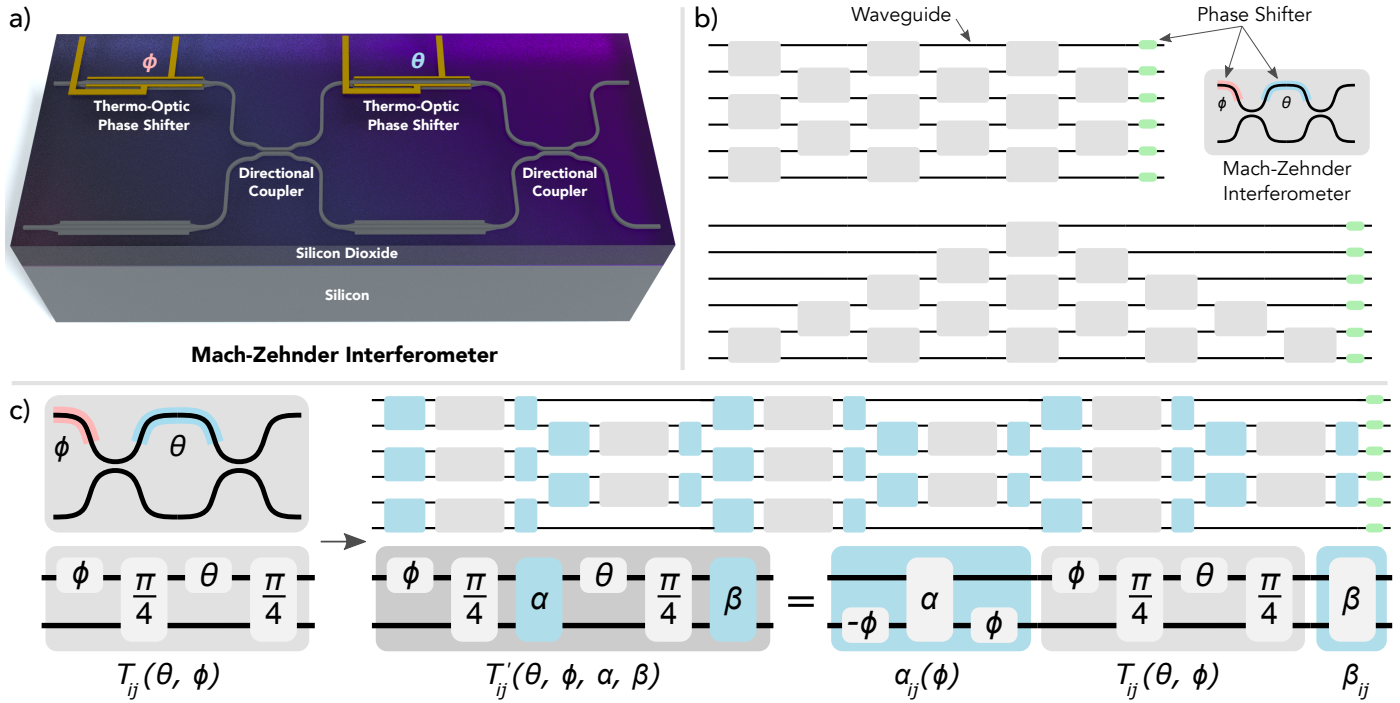 a)
ϕ
θ
Thermo-Optic
Phase Shifter
Thermo-Optic
Phase Shifter
Directional
Coupler
Directional
Coupler
Silicon Dioxide
Silicon
Mach-Zehnder Interferometer
b)
Waveguide
Phase Shifter
ϕ
θ
Mach-Zehnder
Interferometer
c)
ϕ
θ
ϕ
π/4
θ
π/4
T_ij(θ, ϕ)
ϕ
π/4
α
θ
π/4
β
T'_ij(θ, ϕ, α, β)
=
-ϕ
α
ϕ
α_ij(ϕ)
ϕ
π/4
θ
π/4
T_ij(θ, ϕ)
β
β_ij